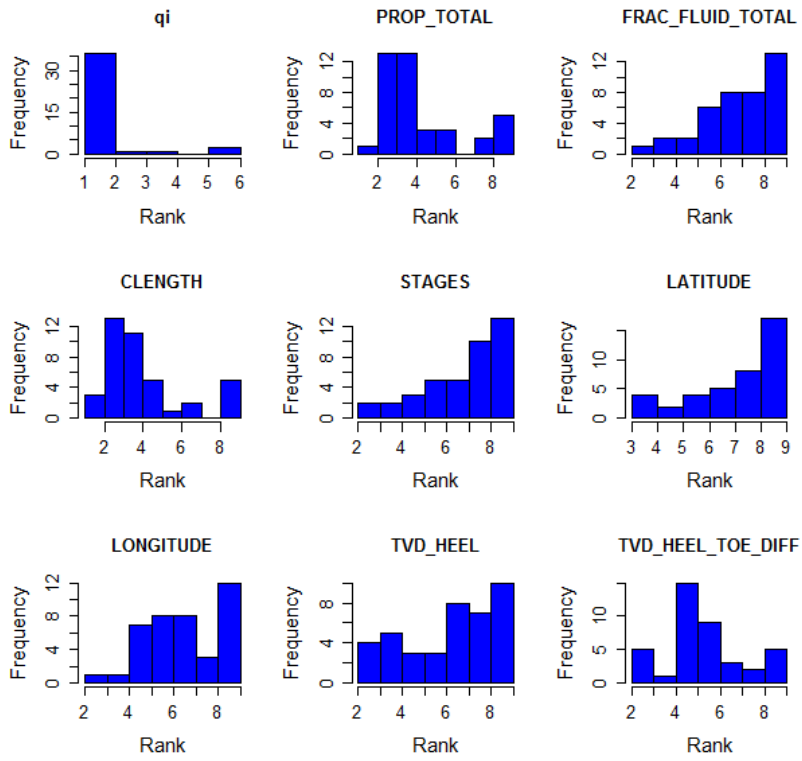 qi
Frequency
0 15 30
1 2 3 4 5 6
Rank
PROP_TOTAL
Frequency
0 4 8 12
2 4 6 8
Rank
FRAC_FLUID_TOTAL
Frequency
0 4 8 12
2 4 6 8
Rank
CLENGTH
Frequency
0 4 8 12
2 4 6 8
Rank
STAGES
Frequency
0 4 8 12
2 4 6 8
Rank
LATITUDE
Frequency
0 5 10
3 4 5 6 7 8 9
Rank
LONGITUDE
Frequency
0 4 8 12
2 4 6 8
Rank
TVD_HEEL
Frequency
0 4 8
2 4 6 8
Rank
TVD_HEEL_TOE_DIFF
Frequency
0 5 10
2 4 6 8
Rank